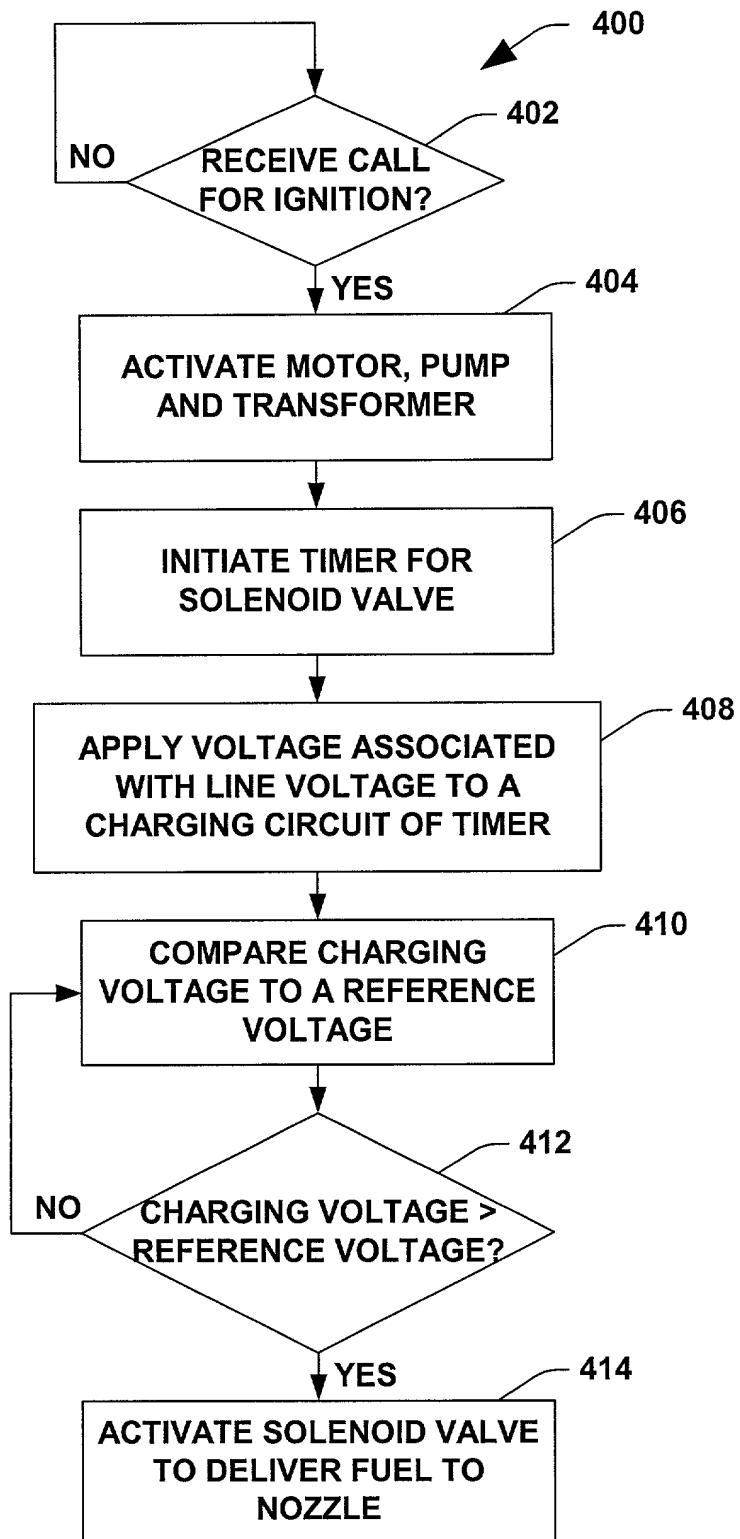 400
402
NO
RECEIVE CALL
FOR IGNITION?
YES
404
ACTIVATE MOTOR, PUMP
AND TRANSFORMER
406
INITIATE TIMER FOR
SOLENOID VALVE
408
APPLY VOLTAGE ASSOCIATED
WITH LINE VOLTAGE TO A
CHARGING CIRCUIT OF TIMER
410
COMPARE CHARGING
VOLTAGE TO A REFERENCE
VOLTAGE
412
NO
CHARGING VOLTAGE >
REFERENCE VOLTAGE?
YES
414
ACTIVATE SOLENOID VALVE
TO DELIVER FUEL TO
NOZZLE